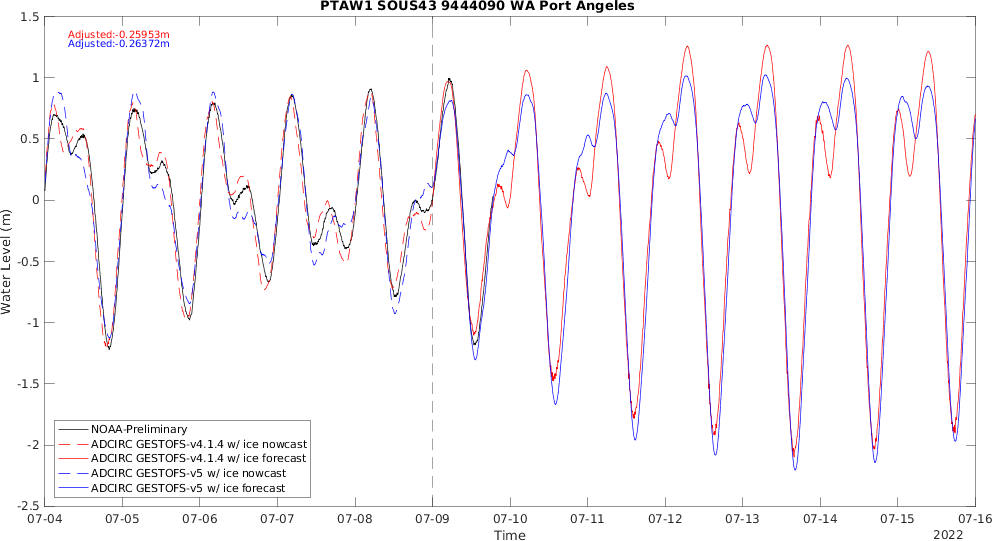 PTAW1 SOUS43 9444090 WA Port Angeles
Adjusted:-0.25953m
Adjusted:-0.26372m
1.5
1
0.5
0
-0.5
-1
-1.5
-2
-2.5
Water Level (m)
NOAA-Preliminary
ADCIRC GESTOFS-v4.1.4 w/ ice nowcast
ADCIRC GESTOFS-v4.1.4 w/ ice forecast
ADCIRC GESTOFS-v5 w/ ice nowcast
ADCIRC GESTOFS-v5 w/ ice forecast
07-04 07-05 07-06 07-07 07-08 07-09 07-10 07-11 07-12 07-13 07-14 07-15 07-16
Time
2022